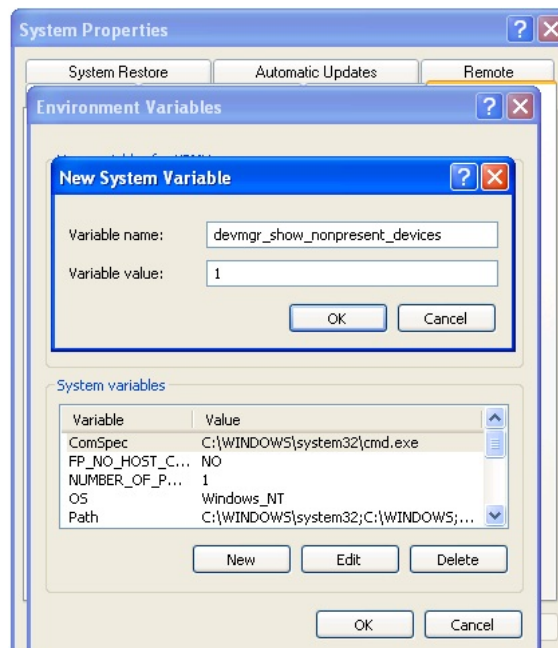 System Properties
System Restore Automatic Updates Remote
Environment Variables
New System Variable
Variable name: devmgr_show_nonpresent_devices
Variable value: 1
OK Cancel
System variables
Variable Value
ComSpec C:\WINDOWS\system32\cmd.exe
FP_NO_HOST_C... NO
NUMBER_OF_P... 1
OS Windows_NT
Path C:\WINDOWS\system32;C:\WINDOWS;...
New Edit Delete
OK Cancel